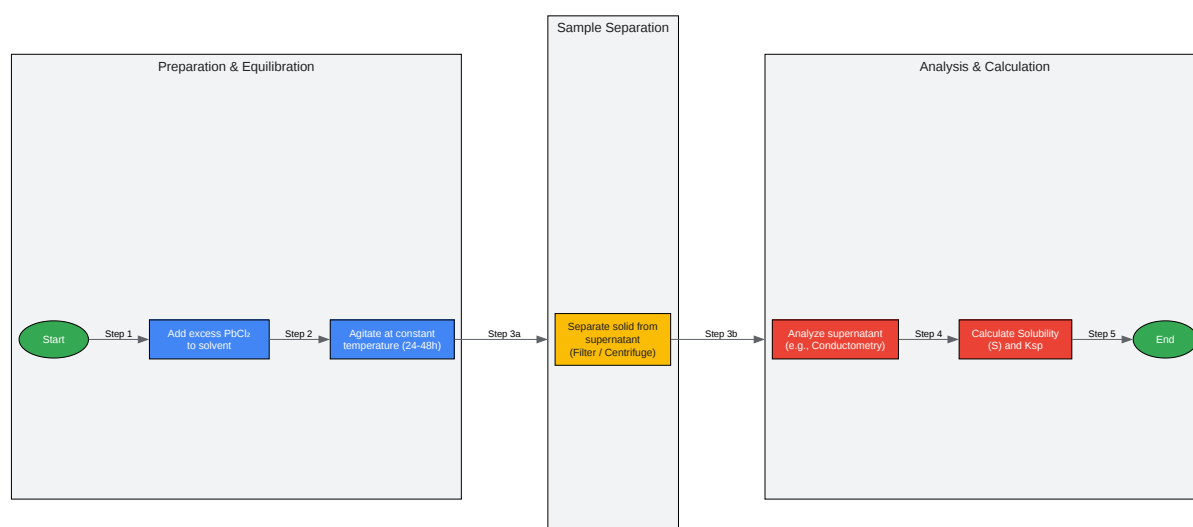 Sample Separation
Preparation & Equilibration
Analysis & Calculation
Start
Step 1
Add excess PbCl₂
to solvent
Step 2
Agitate at constant
temperature (24-48h)
Step 3a
Separate solid from
supernatant
(Filter / Centrifuge)
Step 3b
Analyze supernatant
(e.g., Conductometry)
Step 4
Calculate Solubility
(S) and Ksp
Step 5
End